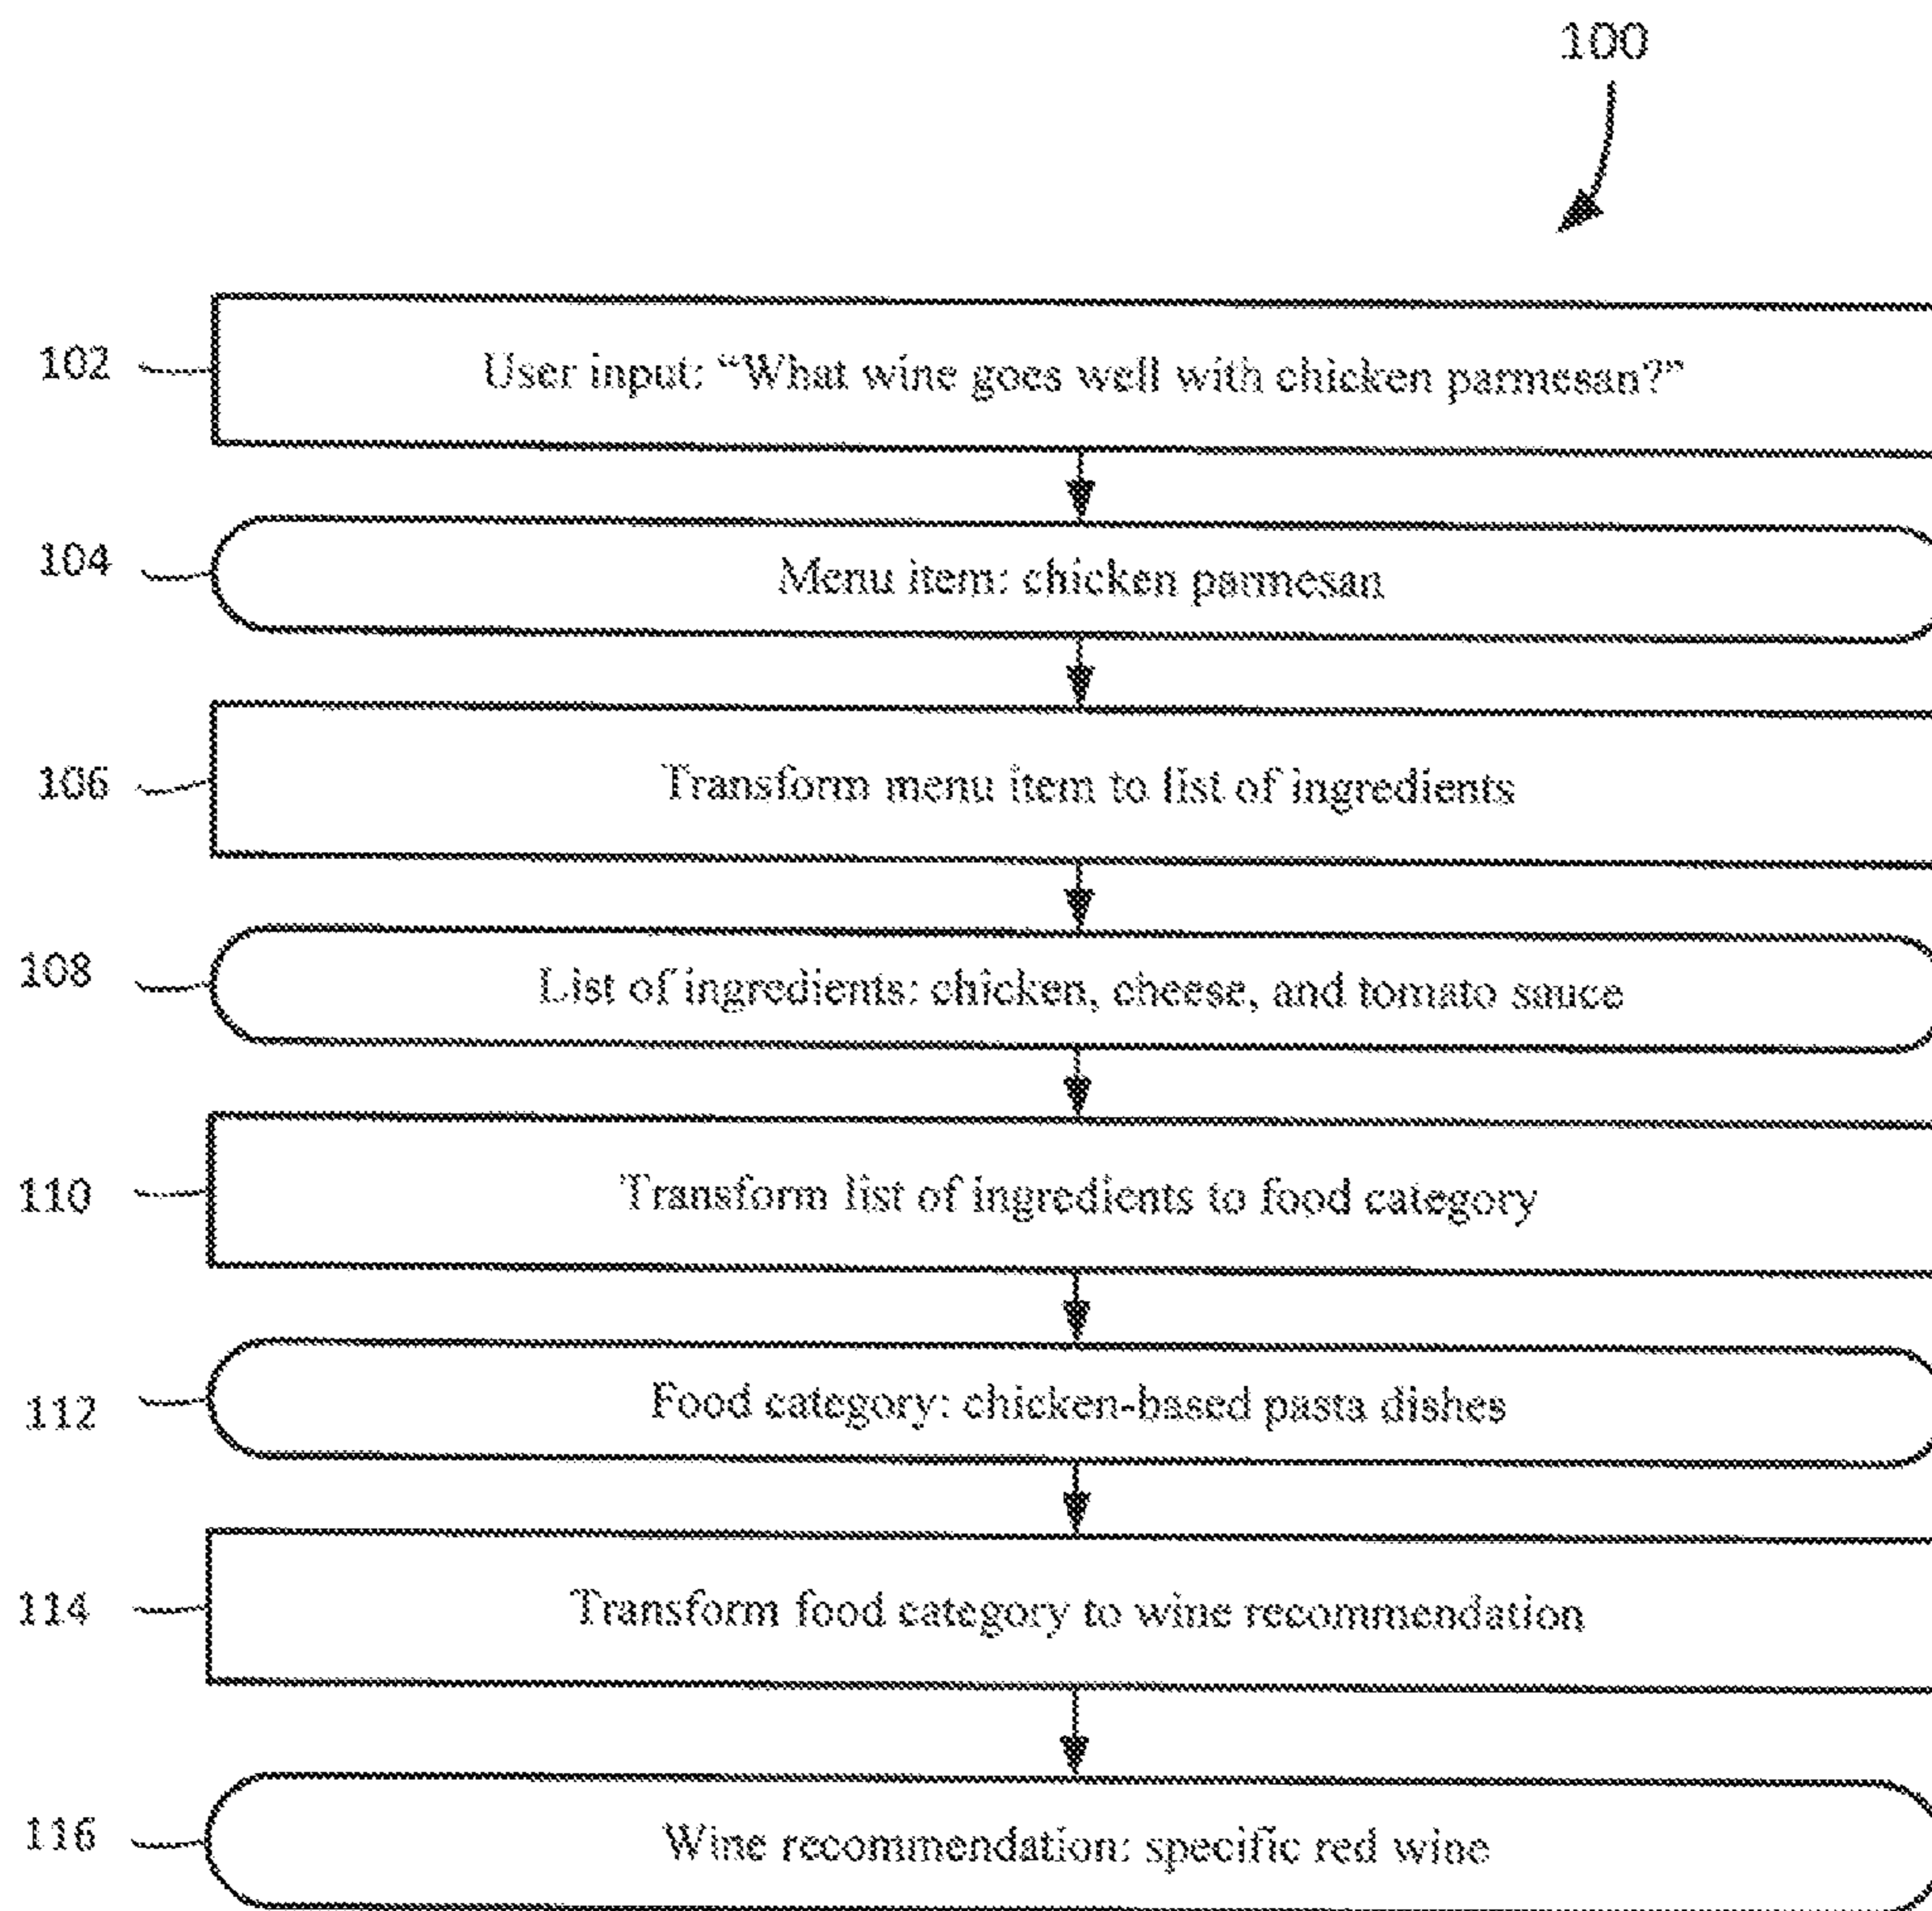 100
102
User input: “What wine goes well with chicken parmesan?”
104
Menu item: chicken parmesan
106
Transform menu item to list of ingredients
108
List of ingredients: chicken, cheese, and tomato sauce
110
Transform list of ingredients to food category
112
Food category: chicken-based pasta dishes
114
Transform food category to wine recommendation
116
Wine recommendation: specific red wine